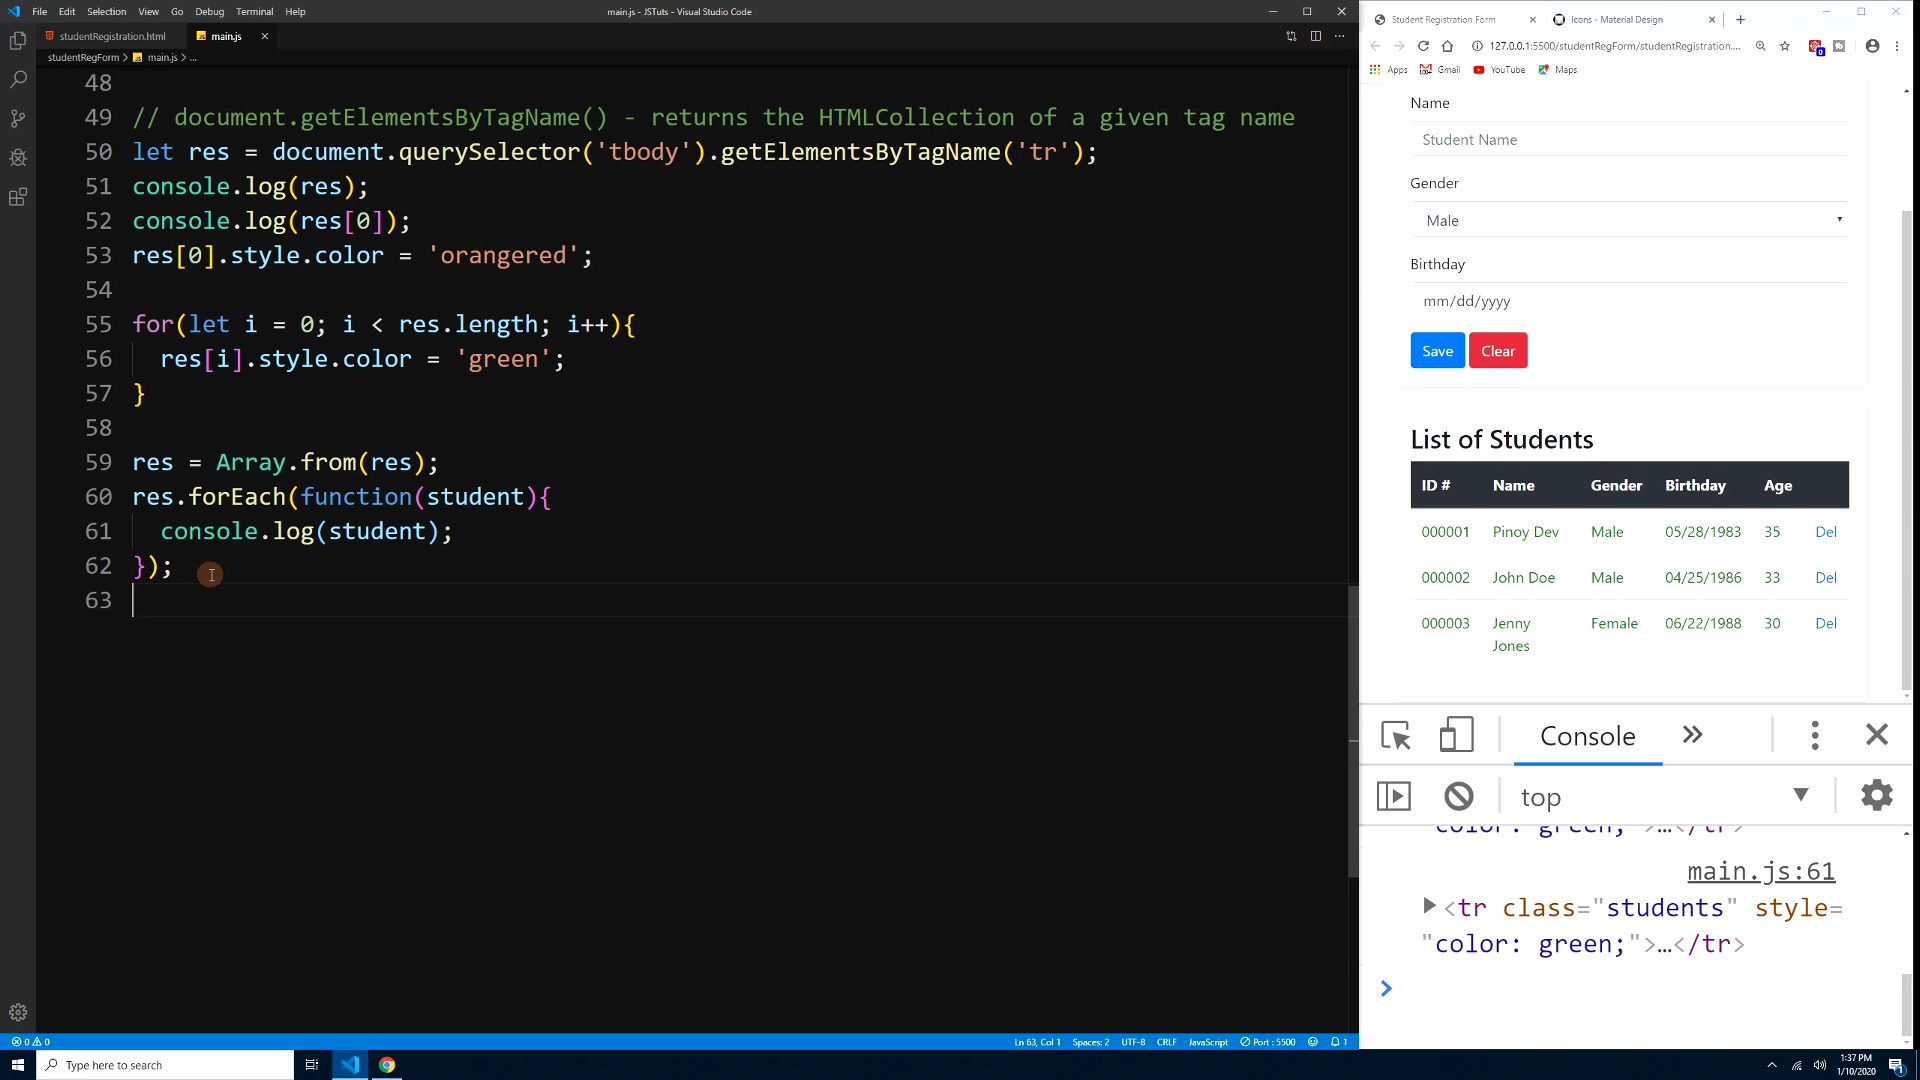 File Edit Selection View Go Debug Terminal Help
main.js - JSTuts - Visual Studio Code
studentRegistration.html
main.js
studentRegForm > main.js > ...
48
49 // document.getElementsByTagName() - returns the HTMLCollection of a given tag name
50 let res = document.querySelector('tbody').getElementsByTagName('tr');
51 console.log(res);
52 console.log(res[0]);
53 res[0].style.color = 'orangered';
54
55 for(let i = 0; i < res.length; i++){
56 res[i].style.color = 'green';
57 }
58
59 res = Array.from(res);
60 res.forEach(function(student){
61 console.log(student);
62 });
63
0 0
Ln 63, Col 1 Spaces: 2 UTF-8 CRLF JavaScript Port : 5500 1
Student Registration Form
Icons - Material Design
127.0.0.1:5500/studentRegForm/studentRegistration....
Apps Gmail YouTube Maps
Name
Student Name
Gender
Male
Birthday
mm/dd/yyyy
Save Clear
List of Students
ID # Name Gender Birthday Age
000001 Pinoy Dev Male 05/28/1983 35 Del
000002 John Doe Male 04/25/1986 33 Del
000003 Jenny Jones Female 06/22/1988 30 Del
Console
top
color: green;">…</tr>
main.js:61
<tr class="students" style=
"color: green;">…</tr>
Type here to search
1:37 PM
1/10/2020